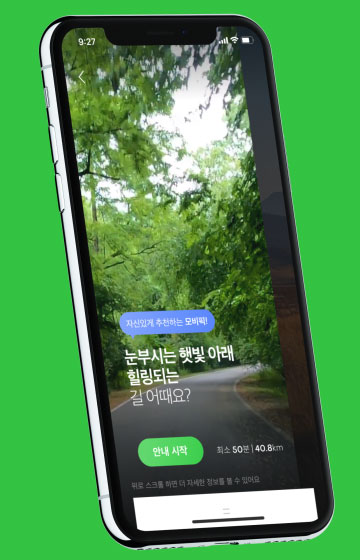 9:27
자신있게 추천하는 모비픽!
눈부시는 햇빛 아래
힐링되는
길 어때요?
안내 시작
최소 50분 | 40.8km
위로 스크롤 하면 더 자세한 정보를 볼 수 있어요